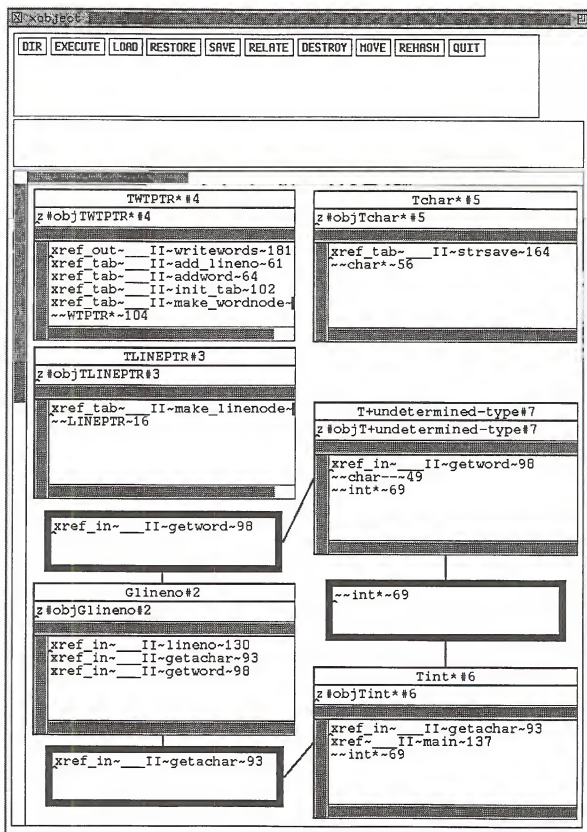 xobject
DIR EXECUTE LOAD RESTORE SAVE RELATE DESTROY MOVE REHASH QUIT
TWTPTR*#4
z#objTWTPTR*#4
xref_out~___II~writewords~181
xref_tab~___II~add_lineno~61
xref_tab~___II~addword~64
xref_tab~___II~init_tab~102
xref_tab~___II~make_wordnode~
~~WTPTR*~104
Tchar*#5
z#objTchar*#5
xref_tab~___II~strsave~164
~~char*~56
TLINEPTR#3
z#objTLINEPTR#3
xref_tab~___II~make_linenode~
~~LINEPTR~16
T+undetermined-type#7
z#objT+undetermined-type#7
xref_in~___II~getword~98
~~char--~49
~~int*~69
xref_in~___II~getword~98
Glineno#2
z#objGlineno#2
xref_in~___II~lineno~130
xref_in~___II~getachar~93
xref_in~___II~getword~98
~~int*~69
Tint*#6
z#objTint*#6
xref_in~___II~getachar~93
xref~___II~main~137
~~int*~69
xref_in~___II~getachar~93